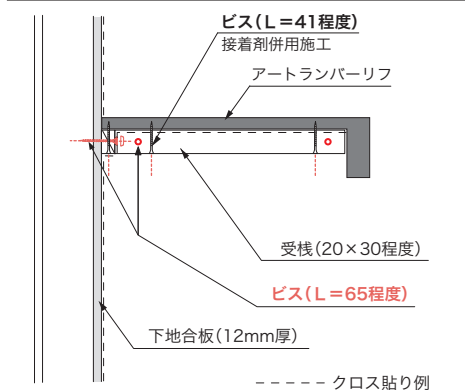 ビス(L=41程度)
接着剤併用施工
アートランバーリフ
受桟(20×30程度)
ビス(L=65程度)
下地合板(12mm厚)
----- クロス貼り例